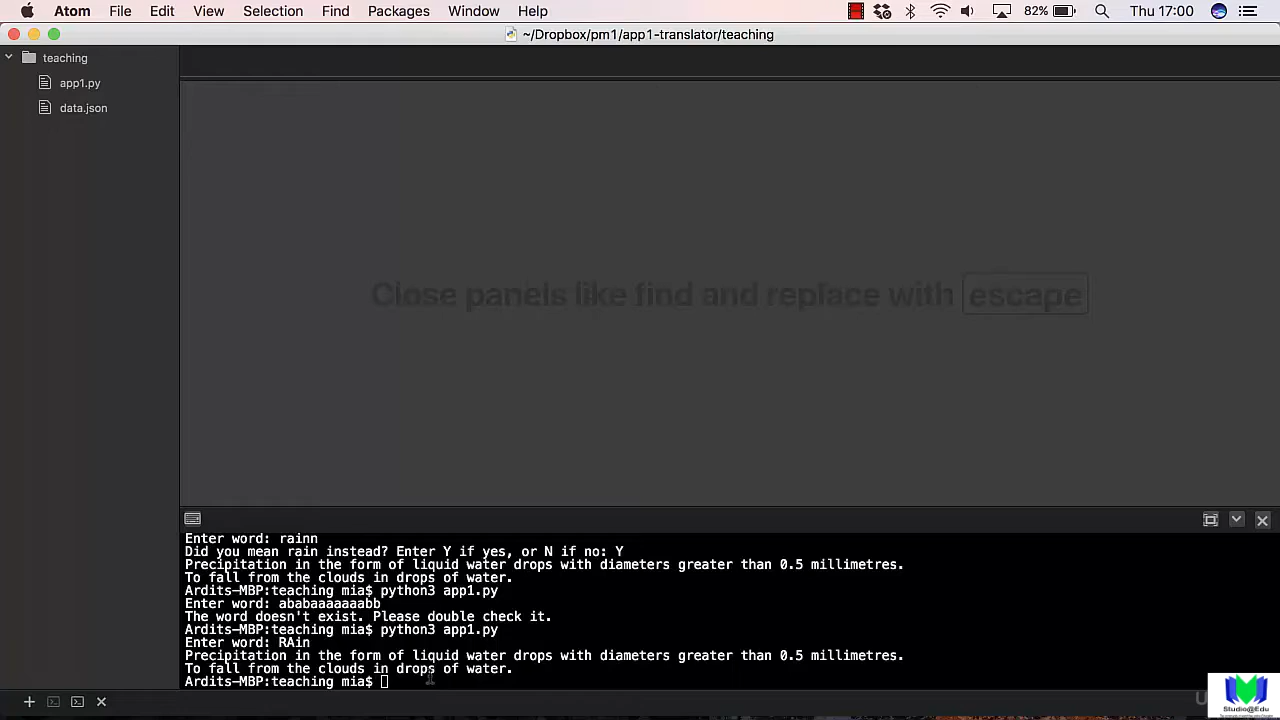 Atom File Edit View Selection Find Packages Window Help 82% Thu 17:00
~/Dropbox/pm1/app1-translator/teaching
teaching
app1.py
data.json
Close panels like find and replace with escape
Enter word: rainn
Did you mean rain instead? Enter Y if yes, or N if no: Y
Precipitation in the form of liquid water drops with diameters greater than 0.5 millimetres.
To fall from the clouds in drops of water.
Ardits-MBP:teaching mia$ python3 app1.py
Enter word: ababaaaaaaabb
The word doesn't exist. Please double check it.
Ardits-MBP:teaching mia$ python3 app1.py
Enter word: RAin
Precipitation in the form of liquid water drops with diameters greater than 0.5 millimetres.
To fall from the clouds in drops of water.
Ardits-MBP:teaching mia$
Studio@Edu